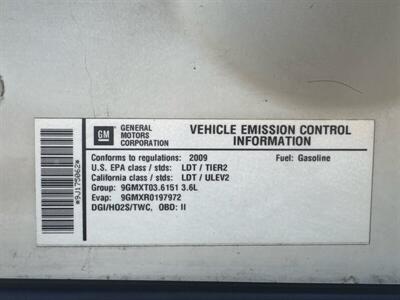 *9J175062*
GM
GENERAL
MOTORS
CORPORATION
VEHICLE EMISSION CONTROL
INFORMATION
Conforms to regulations: 2009 Fuel: Gasoline
U.S. EPA class / stds: LDT / TIER2
California class / stds: LDT / ULEV2
Group: 9GMXT03.6151 3.6L
Evap: 9GMXR0197972
DGI/HO2S/TWC, OBD: II